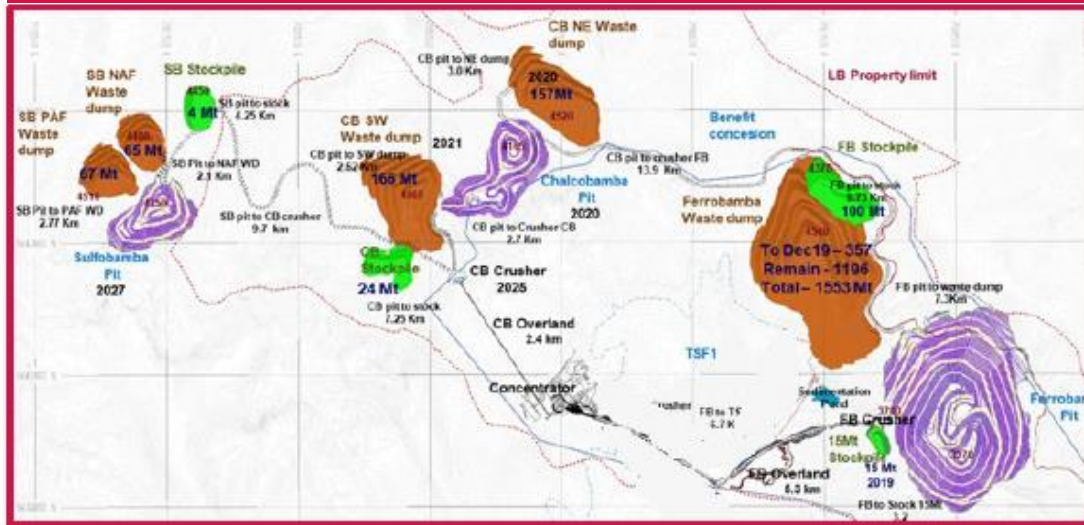 CB NE Waste
dump
CB pit to NE dump
3.0 Km
2020
157Mt
4520
LB Property limit
SB NAF
Waste
dump
SB Stockpile
4 Mt
SB pit to stock
SB PAF
Waste
dump
65 Mt
67 Mt
SB Pit to NAF WD
2.1 Km
SB Pit to PAF WD
2.77 Km
Sulfobamba
Pit
2027
SB pit to CB crusher
9.7 km
CB SW
Waste dump
2021
CB pit to SW dump
Chalcobamba
Pit
2020
CB pit to Crusher CB
2.7 Km
CB pit to crusher FB
13.9 Km
Benefit
concesion
FB Stockpile
FB pit to stock
100 Mt
Ferrobamba
Waste dump
To Dec19 – 357
Remain - 1196
Total – 1553 Mt
FB pit to waste dump
7.3Km
CB
Stockpile
24 Mt
CB pit to stock
7.25 Km
CB Crusher
2025
CB Overland
2.4 km
Concentrator
TSF1
Sedimentation
Pond
FB Crusher
15Mt
Stockpile
15 Mt
2019
FB Overland
FB to Stock 15Mt
Pit